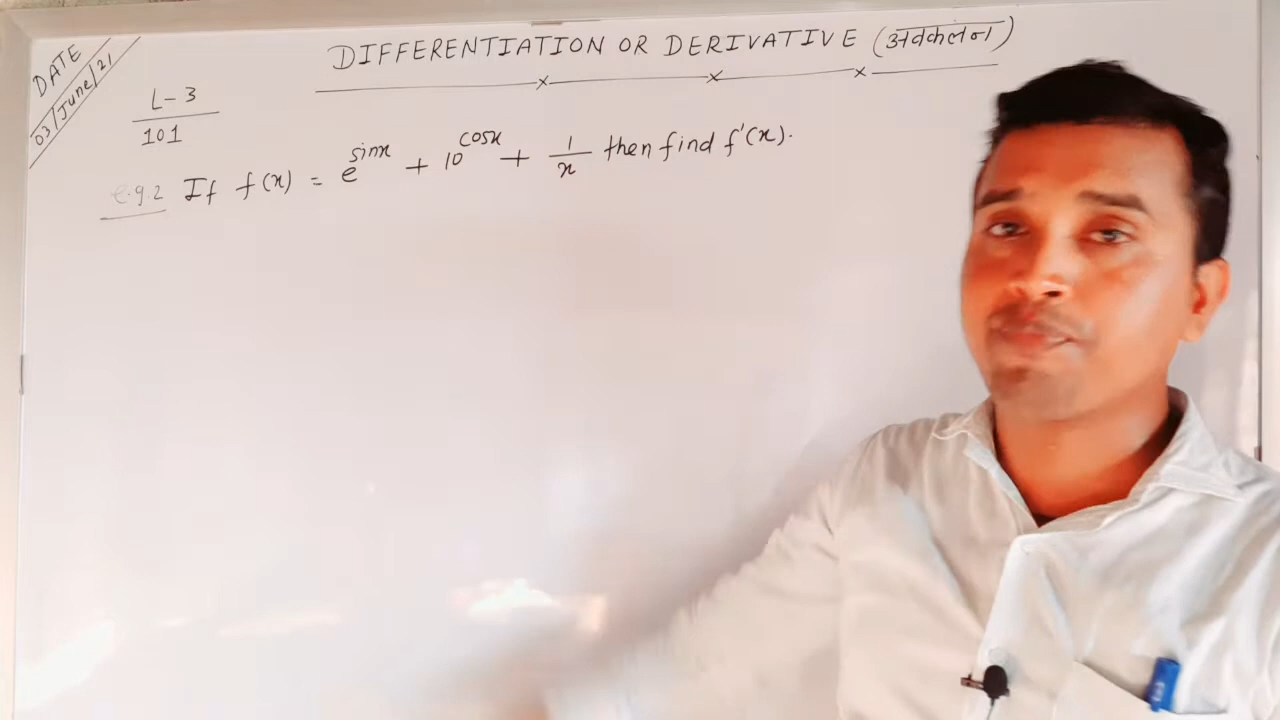 DATE
03/June/21
DIFFERENTIATION OR DERIVATIVE (अवकलन)
L-3
101
e.g.2 If f(x) = e^sinx + 10^cosx + 1/x then find f'(x).